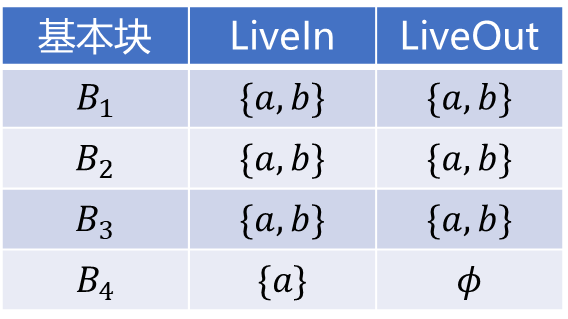 基本块 LiveIn LiveOut
B₁ {a, b} {a, b}
B₂ {a, b} {a, b}
B₃ {a, b} {a, b}
B₄ {a} ϕ